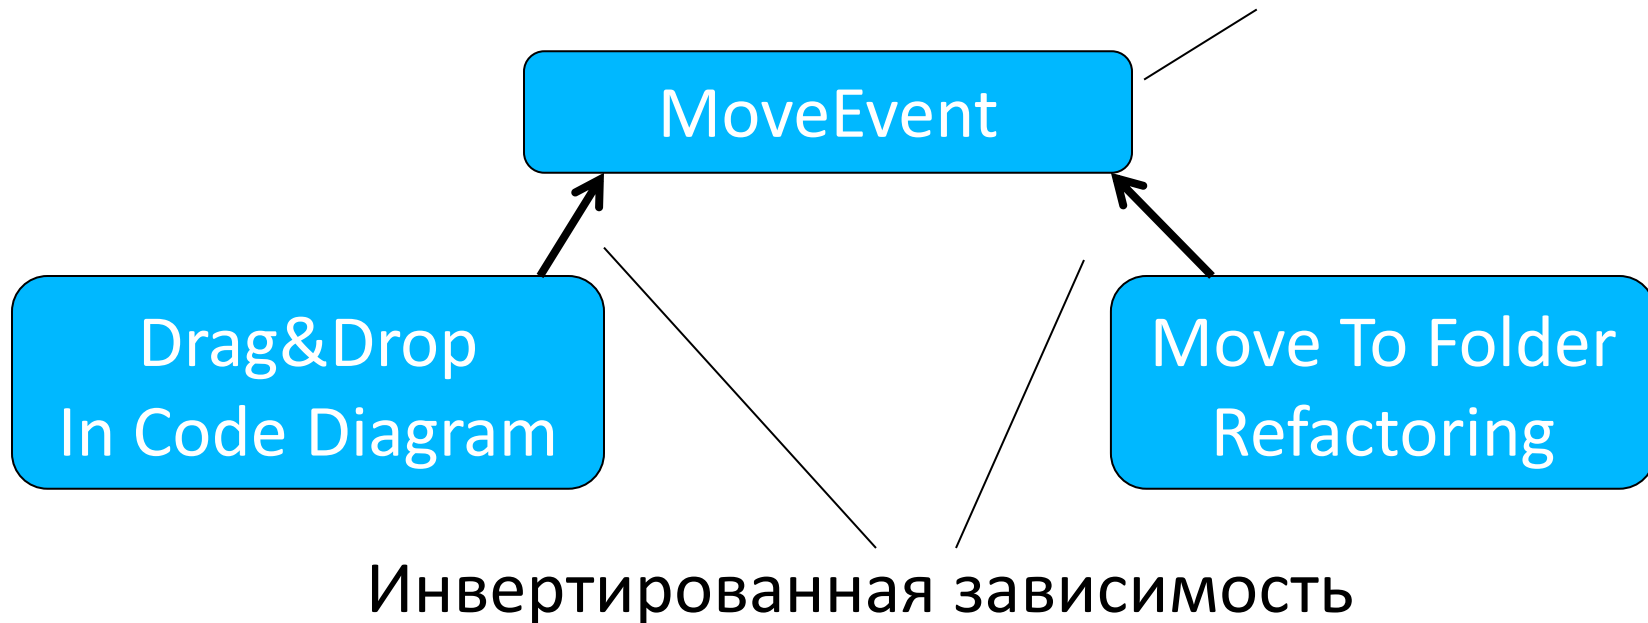 MoveEvent
Drag&Drop
In Code Diagram
Move To Folder
Refactoring
Инвертированная зависимость